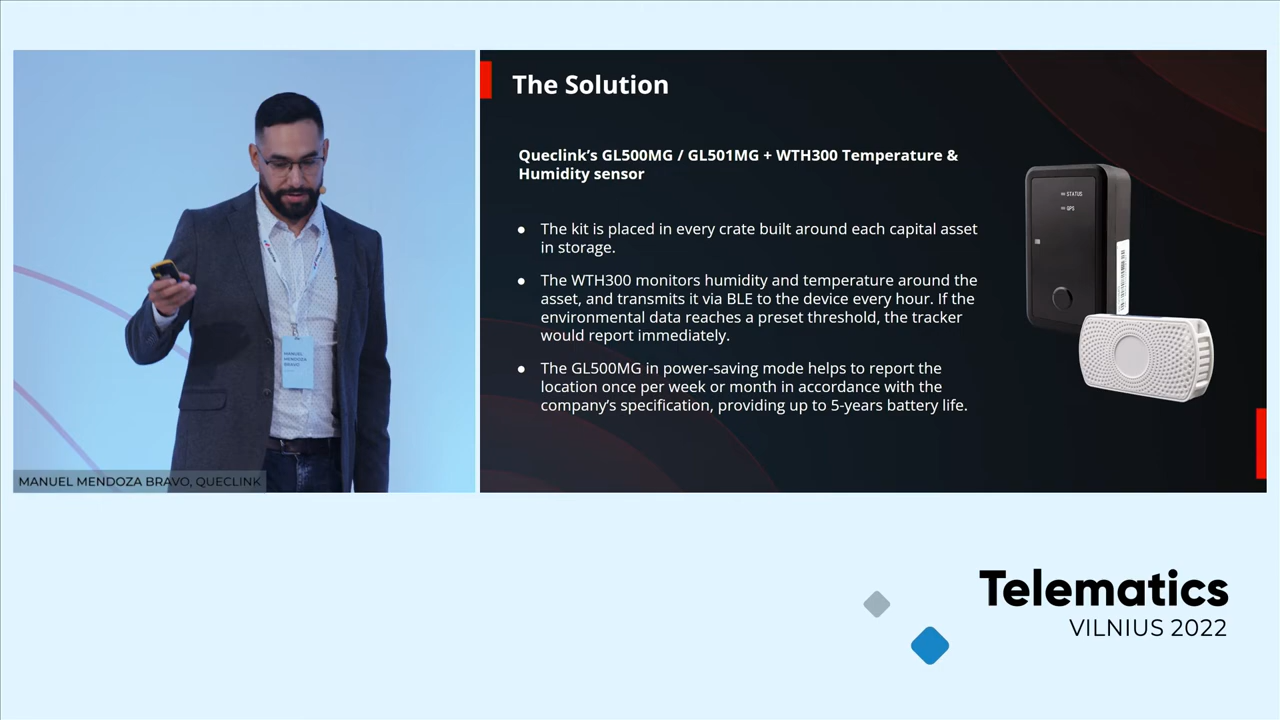 The Solution
Queclink's GL500MG / GL501MG + WTH300 Temperature &
Humidity sensor
● The kit is placed in every crate built around each capital asset
in storage.
● The WTH300 monitors humidity and temperature around the
asset, and transmits it via BLE to the device every hour. If the
environmental data reaches a preset threshold, the tracker
would report immediately.
● The GL500MG in power-saving mode helps to report the
location once per week or month in accordance with the
company's specification, providing up to 5-years battery life.
STATUS
GPS
MANUEL
MENDOZA
BRAVO
MANUEL MENDOZA BRAVO, QUECLINK
Telematics
VILNIUS 2022